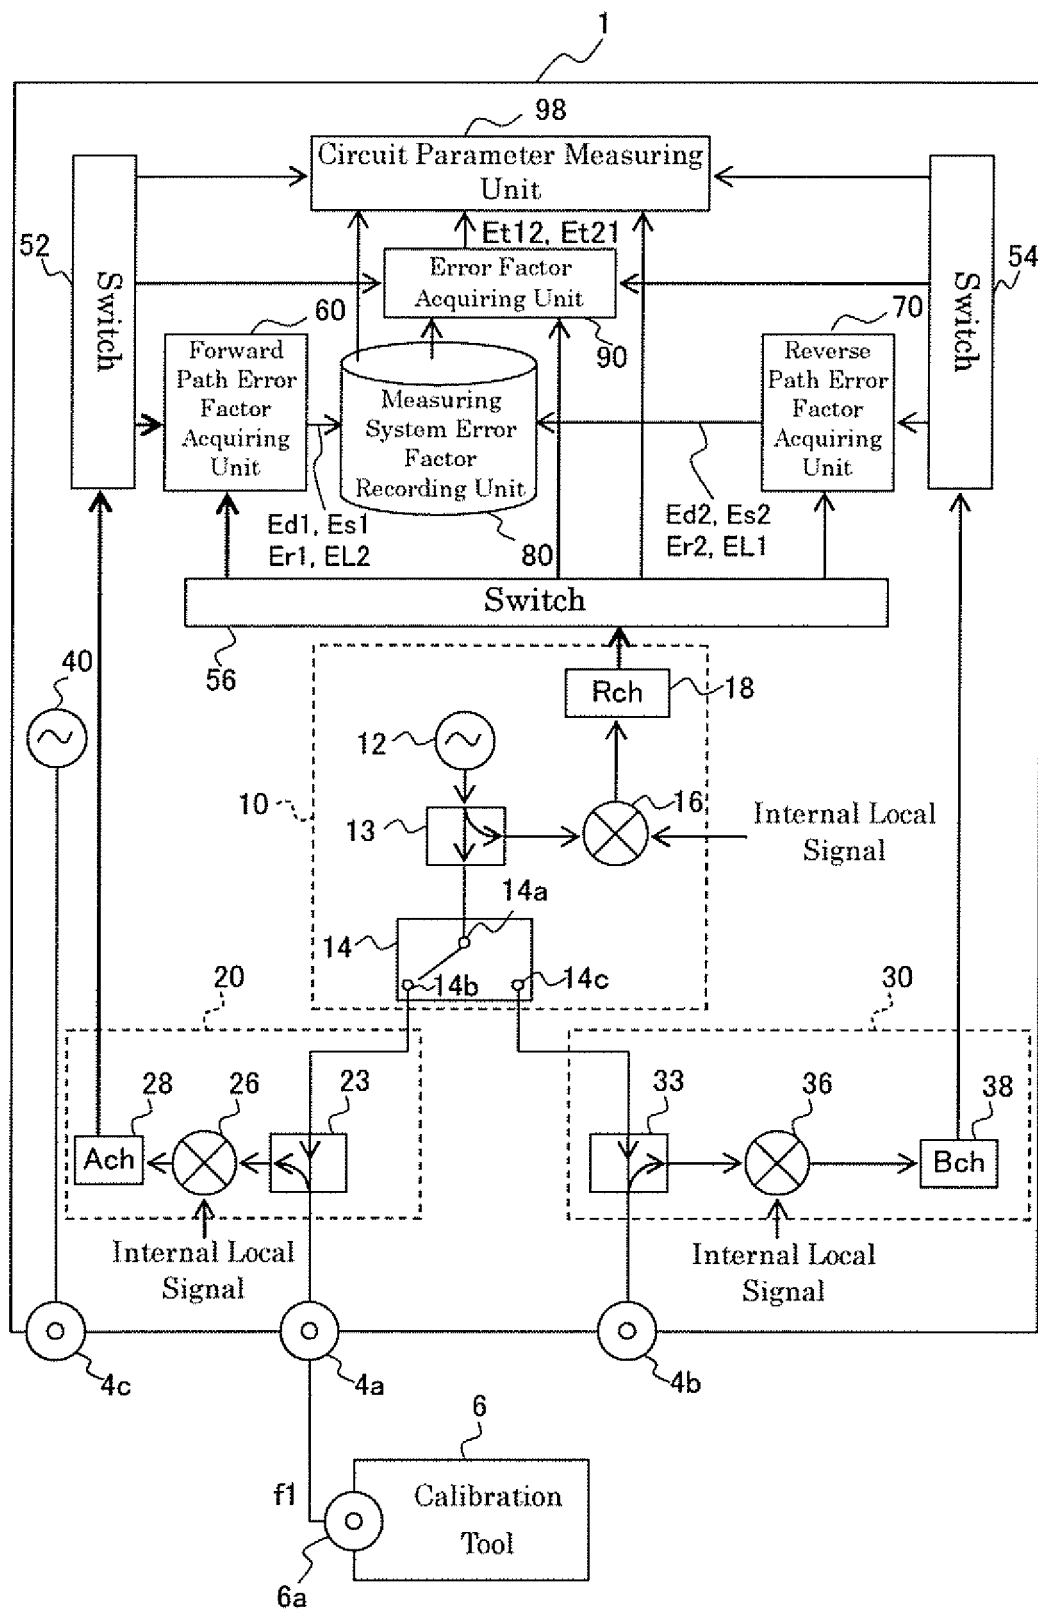 1
98
Circuit Parameter Measuring
Unit
Et12, Et21
52
Switch
54
Switch
Error Factor
Acquiring Unit
60
90
70
Forward
Path Error
Factor
Acquiring
Unit
Measuring
System Error
Factor
Recording Unit
Reverse
Path Error
Factor
Acquiring
Unit
Ed1, Es1
Er1, EL2
80
Ed2, Es2
Er2, EL1
Switch
56
40
Rch
18
12
10
13
16
Internal Local
Signal
14a
14
14b
14c
20
30
28
26
23
33
36
38
Ach
Bch
Internal Local
Signal
Internal Local
Signal
4c
4a
4b
6
f1
Calibration
Tool
6a